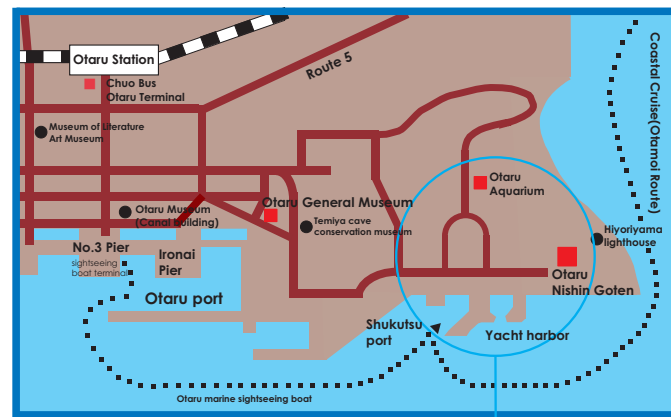 Otaru Station
Chuo Bus
Otaru Terminal
Route 5
Coastal Cruise(Otamoi Route)
Museum of Literature
Art Museum
Otaru
Aquarium
Otaru Museum
(Canal Building)
Otaru General Museum
Temiya cave
conservation museum
Hiyoriyama
lighthouse
No.3 Pier
sightseeing
boat terminal
Ironai
Pier
Otaru
Nishin Goten
Otaru port
Shukutsu
port
Yacht harbor
Otaru marine sightseeing boat